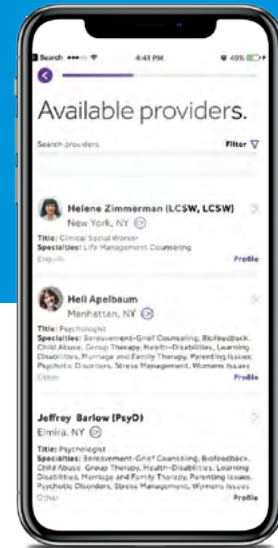 Search
4:41 PM
40%
Available providers.
Search providers
Filter
Helene Zimmerman (LCSW, LCSW)
New York, NY
Title: Clinical Social Worker
Specialties: Life Management Counseling
English
Profile
Heli Apelbaum
Manhattan, NY
Title: Psychologist
Specialties: Bereavement-Grief Counseling, Biofeedback,
Child Abuse, Group Therapy, Health-Disabilities, Learning
Disabilities, Marriage and Family Therapy, Parenting Issues,
Psychotic Disorders, Stress Management, Womens Issues
Other
Profile
Jeffrey Barlow (PsyD)
Elmira, NY
Title: Psychologist
Specialties: Bereavement-Grief Counseling, Biofeedback,
Child Abuse, Group Therapy, Health-Disabilities, Learning
Disabilities, Marriage and Family Therapy, Parenting Issues,
Psychotic Disorders, Stress Management, Womens Issues
Other
Profile